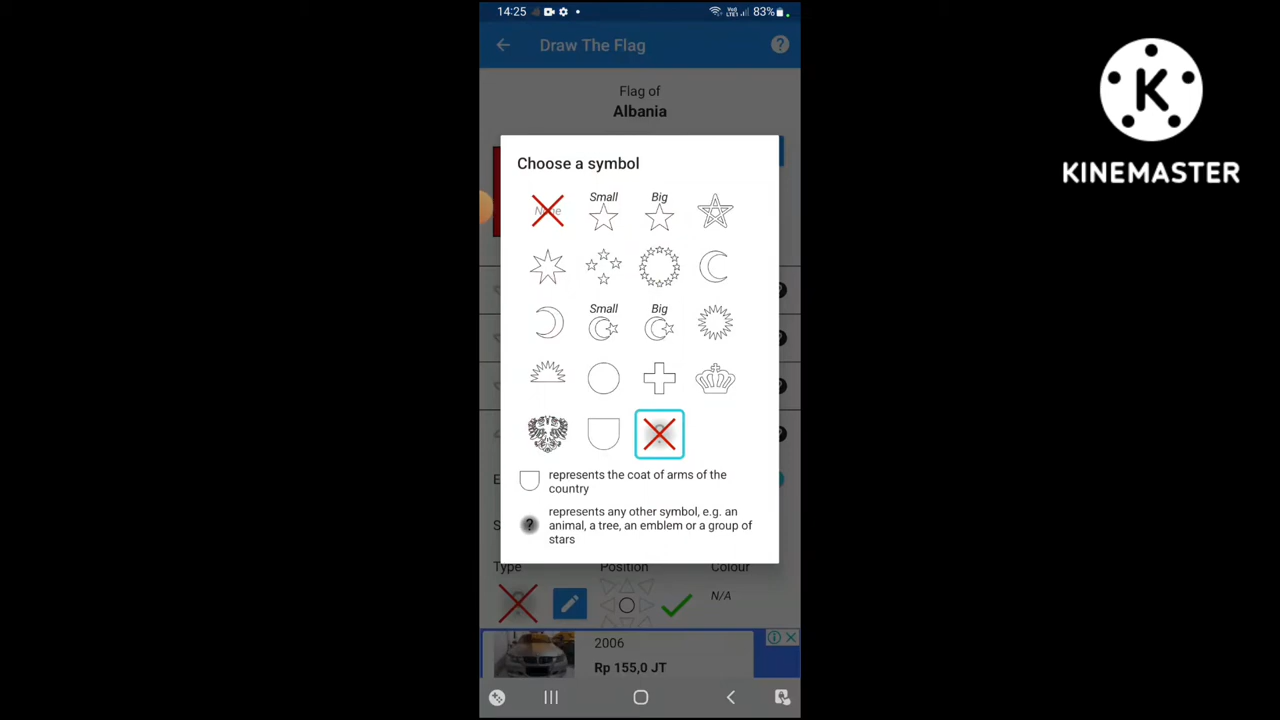 14:25
83%
Draw The Flag
?
Flag of
Albania
K
KINEMASTER
Choose a symbol
None
Small
Big
Small
Big
represents the coat of arms of the
country
?
represents any other symbol, e.g. an
animal, a tree, an emblem or a group of
stars
Type
Position
Colour
N/A
2006
Rp 155,0 JT